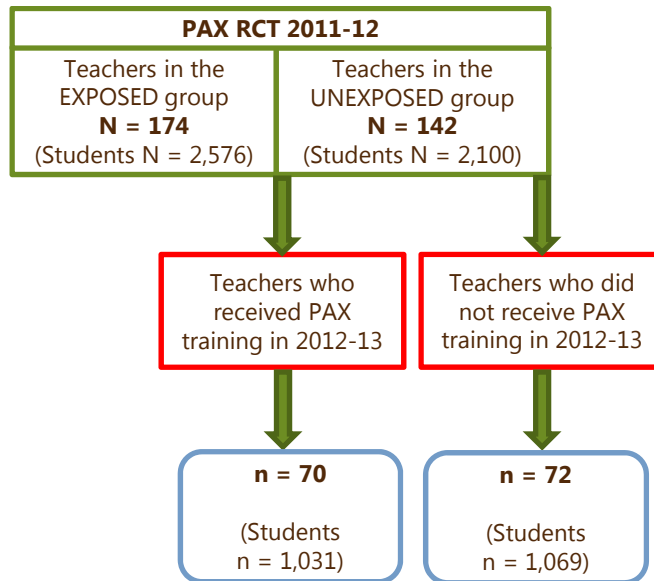 PAX RCT 2011-12
Teachers in the
EXPOSED group
N = 174
(Students N = 2,576)
Teachers in the
UNEXPOSED group
N = 142
(Students N = 2,100)
Teachers who
received PAX
training in 2012-13
Teachers who did
not receive PAX
training in 2012-13
n = 70
(Students
n = 1,031)
n = 72
(Students
n = 1,069)